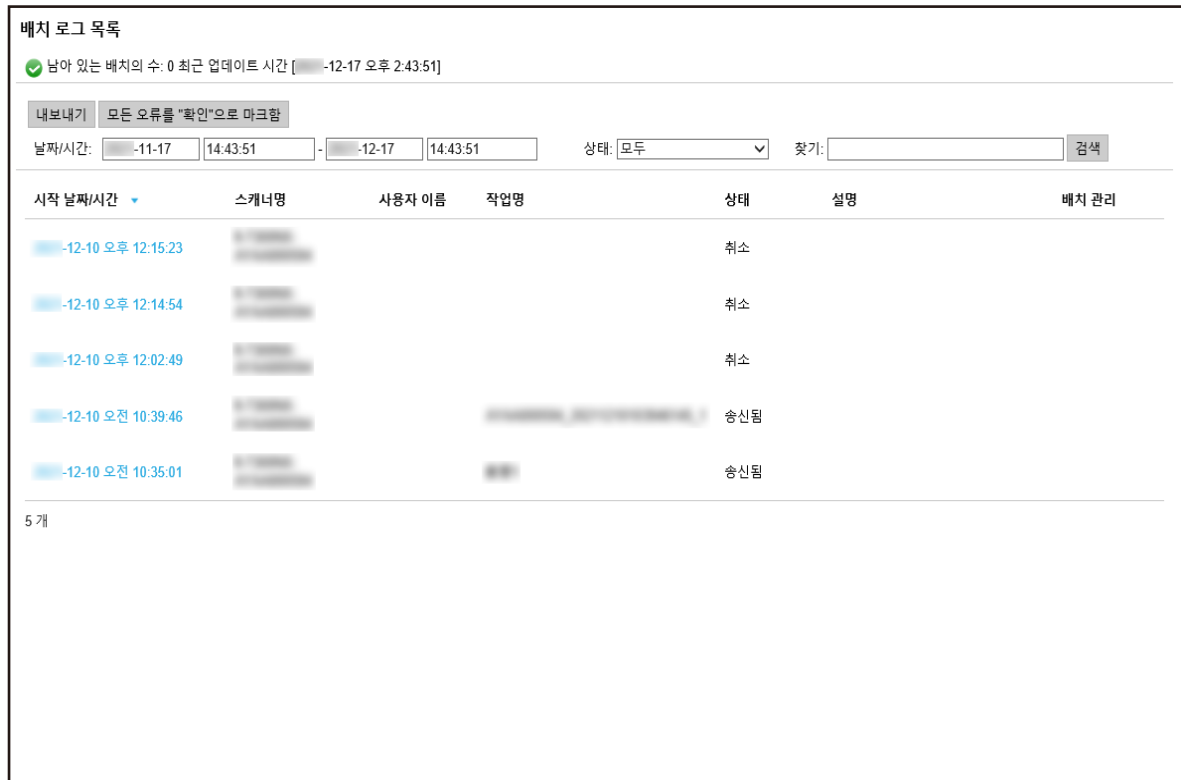 배치 로그 목록
남아 있는 배치의 수: 0 최근 업데이트 시간 [ -12-17 오후 2:43:51]
내보내기 모든 오류를 "확인"으로 마크함
날짜/시간: -11-17 14:43:51 - -12-17 14:43:51 상태: 모두 찾기: 검색
시작 날짜/시간 스캐너명 사용자 이름 작업명 상태 설명 배치 관리
-12-10 오후 12:15:23 취소
-12-10 오후 12:14:54 취소
-12-10 오후 12:02:49 취소
-12-10 오전 10:39:46 송신됨
-12-10 오전 10:35:01 송신됨
5 개